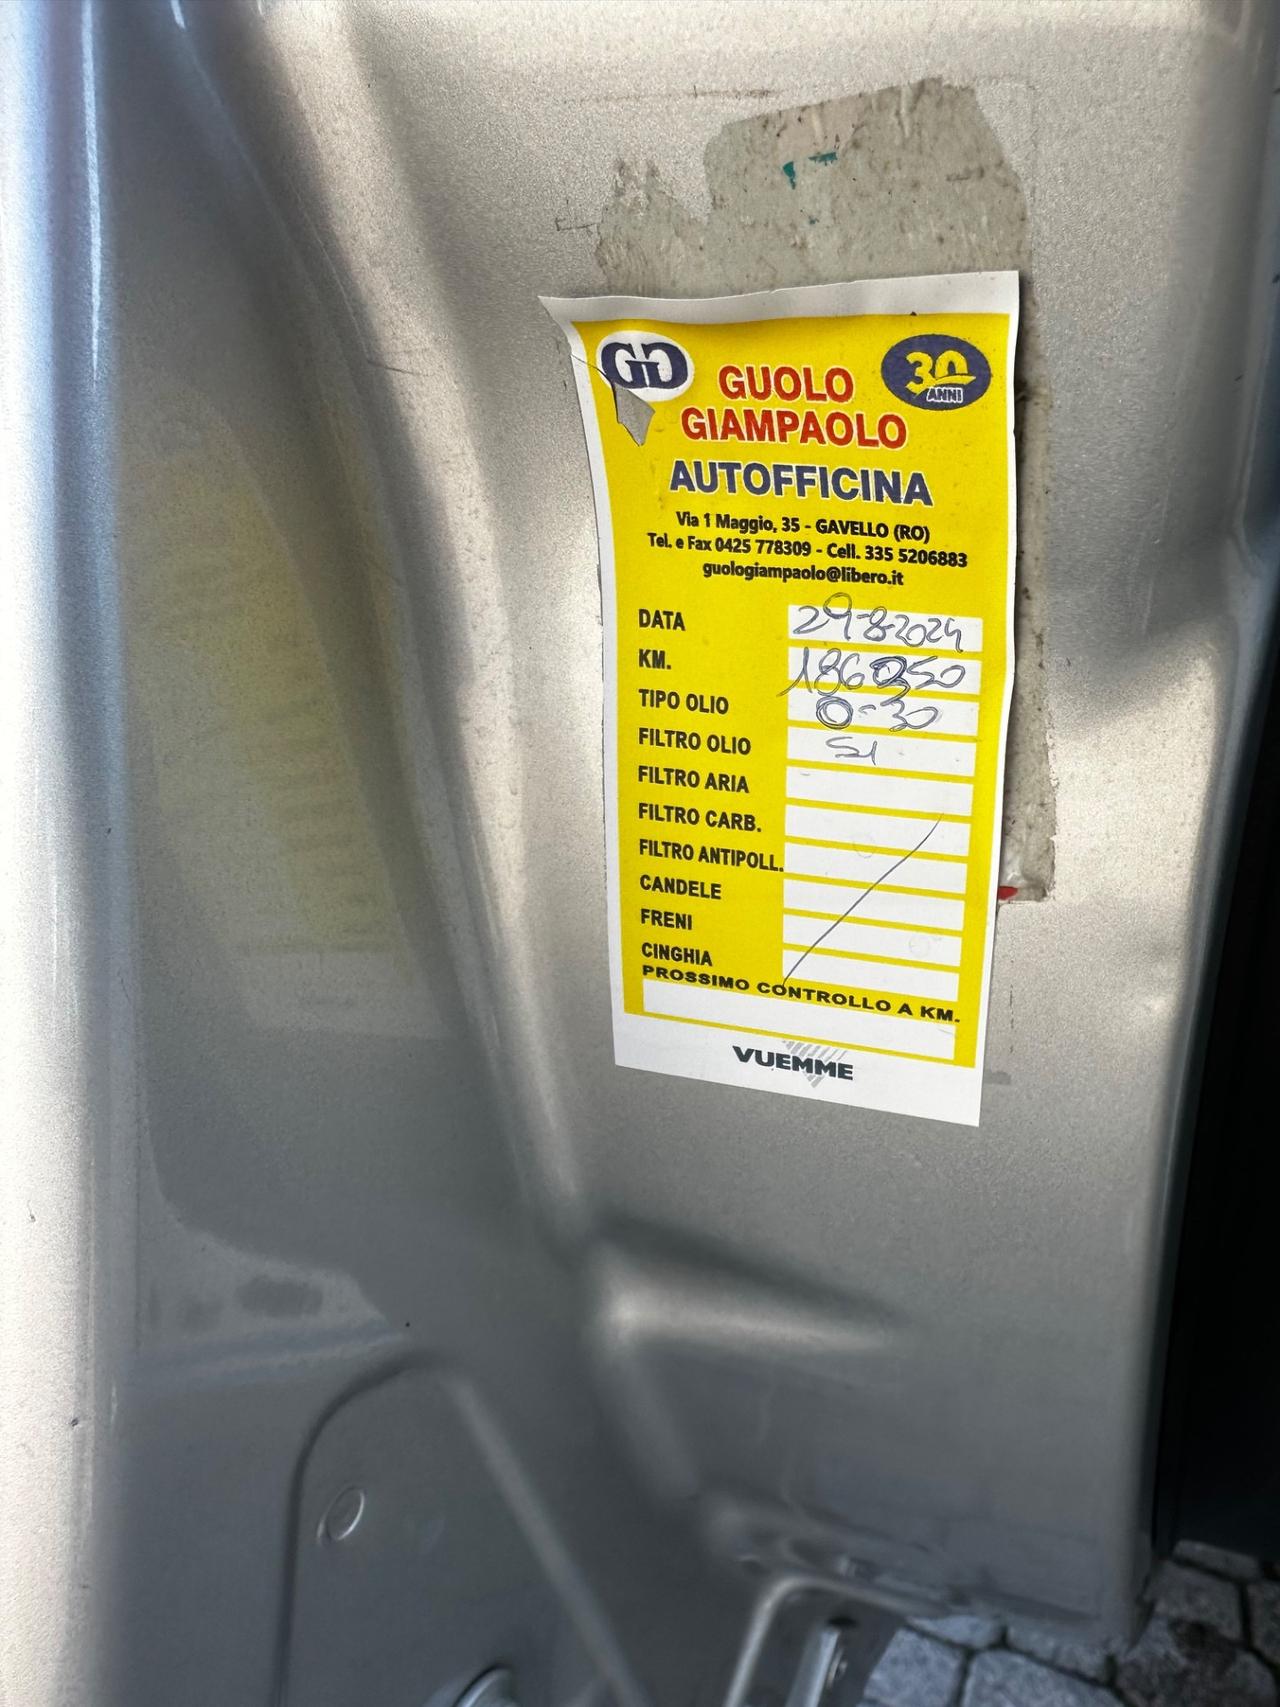 GG
30
ANNI
GUOLO
GIAMPAOLO
AUTOFFICINA
Via 1 Maggio, 35 - GAVELLO (RO)
Tel. e Fax 0425 778309 - Cell. 335 5206883
guologiampaolo@libero.it
DATA 29-8-2024
KM.
TIPO OLIO 0-30
FILTRO OLIO SI
FILTRO ARIA
FILTRO CARB.
FILTRO ANTIPOLL.
CANDELE
FRENI
CINGHIA
PROSSIMO CONTROLLO A KM.
VUEMME